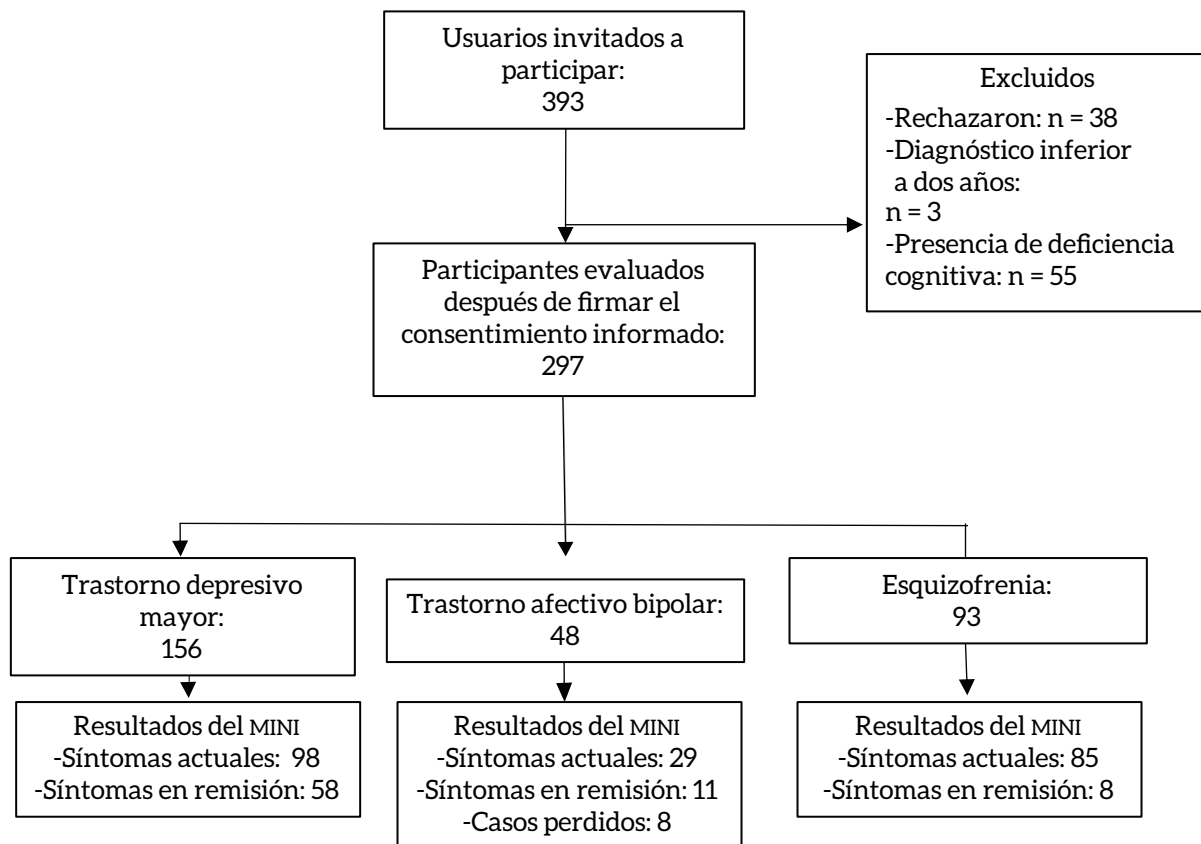 Usuarios invitados a
participar:
393
Excluidos
-Rechazaron: n = 38
-Diagnóstico inferior
a dos años:
n = 3
-Presencia de deficiencia
cognitiva: n = 55
Participantes evaluados
después de firmar el
consentimiento informado:
297
Trastorno depresivo
mayor:
156
Trastorno afectivo bipolar:
48
Esquizofrenia:
93
Resultados del MINI
-Síntomas actuales: 98
-Síntomas en remisión: 58
Resultados del MINI
-Síntomas actuales: 29
-Síntomas en remisión: 11
-Casos perdidos: 8
Resultados del MINI
-Síntomas actuales: 85
-Síntomas en remisión: 8